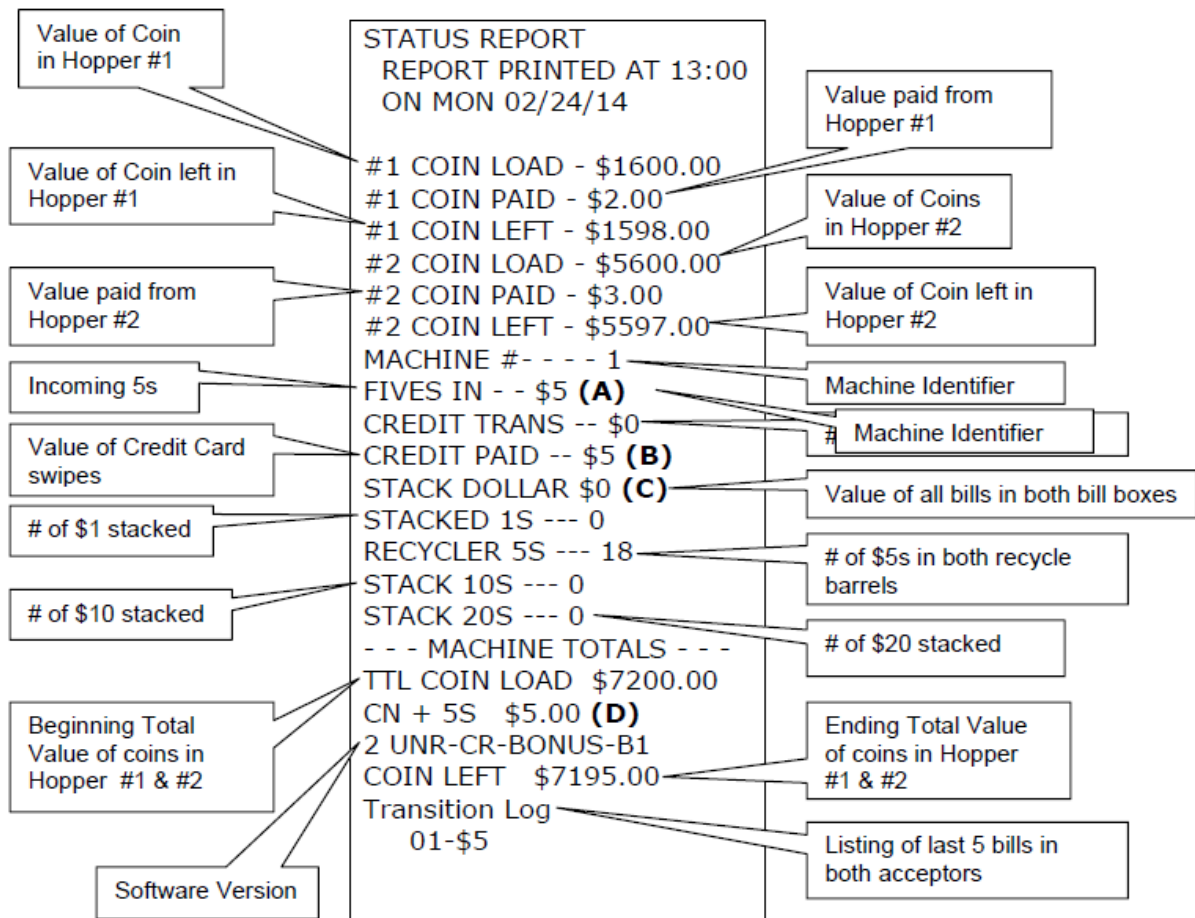 Value of Coin
in Hopper #1
Value of Coin left in
Hopper #1
Value paid from
Hopper #2
Incoming 5s
Value of Credit Card
swipes
# of $1 stacked
# of $10 stacked
Beginning Total
Value of coins in
Hopper #1 & #2
Software Version
STATUS REPORT
REPORT PRINTED AT 13:00
ON MON 02/24/14
#1 COIN LOAD - $1600.00
#1 COIN PAID - $2.00
#1 COIN LEFT - $1598.00
#2 COIN LOAD - $5600.00
#2 COIN PAID - $3.00
#2 COIN LEFT - $5597.00
MACHINE #- - - - 1
FIVES IN - - $5 (A)
CREDIT TRANS -- $0
CREDIT PAID -- $5 (B)
STACK DOLLAR $0 (C)
STACKED 1S --- 0
RECYCLER 5S --- 18
STACK 10S --- 0
STACK 20S --- 0
- - - MACHINE TOTALS - - -
TTL COIN LOAD $7200.00
CN + 5S $5.00 (D)
2 UNR-CR-BONUS-B1
COIN LEFT $7195.00
Transition Log
01-$5
Value paid from
Hopper #1
Value of Coins
in Hopper #2
Value of Coin left in
Hopper #2
Machine Identifier
#
Machine Identifier
Value of all bills in both bill boxes
# of $5s in both recycle
barrels
# of $20 stacked
Ending Total Value
of coins in Hopper
#1 & #2
Listing of last 5 bills in
both acceptors